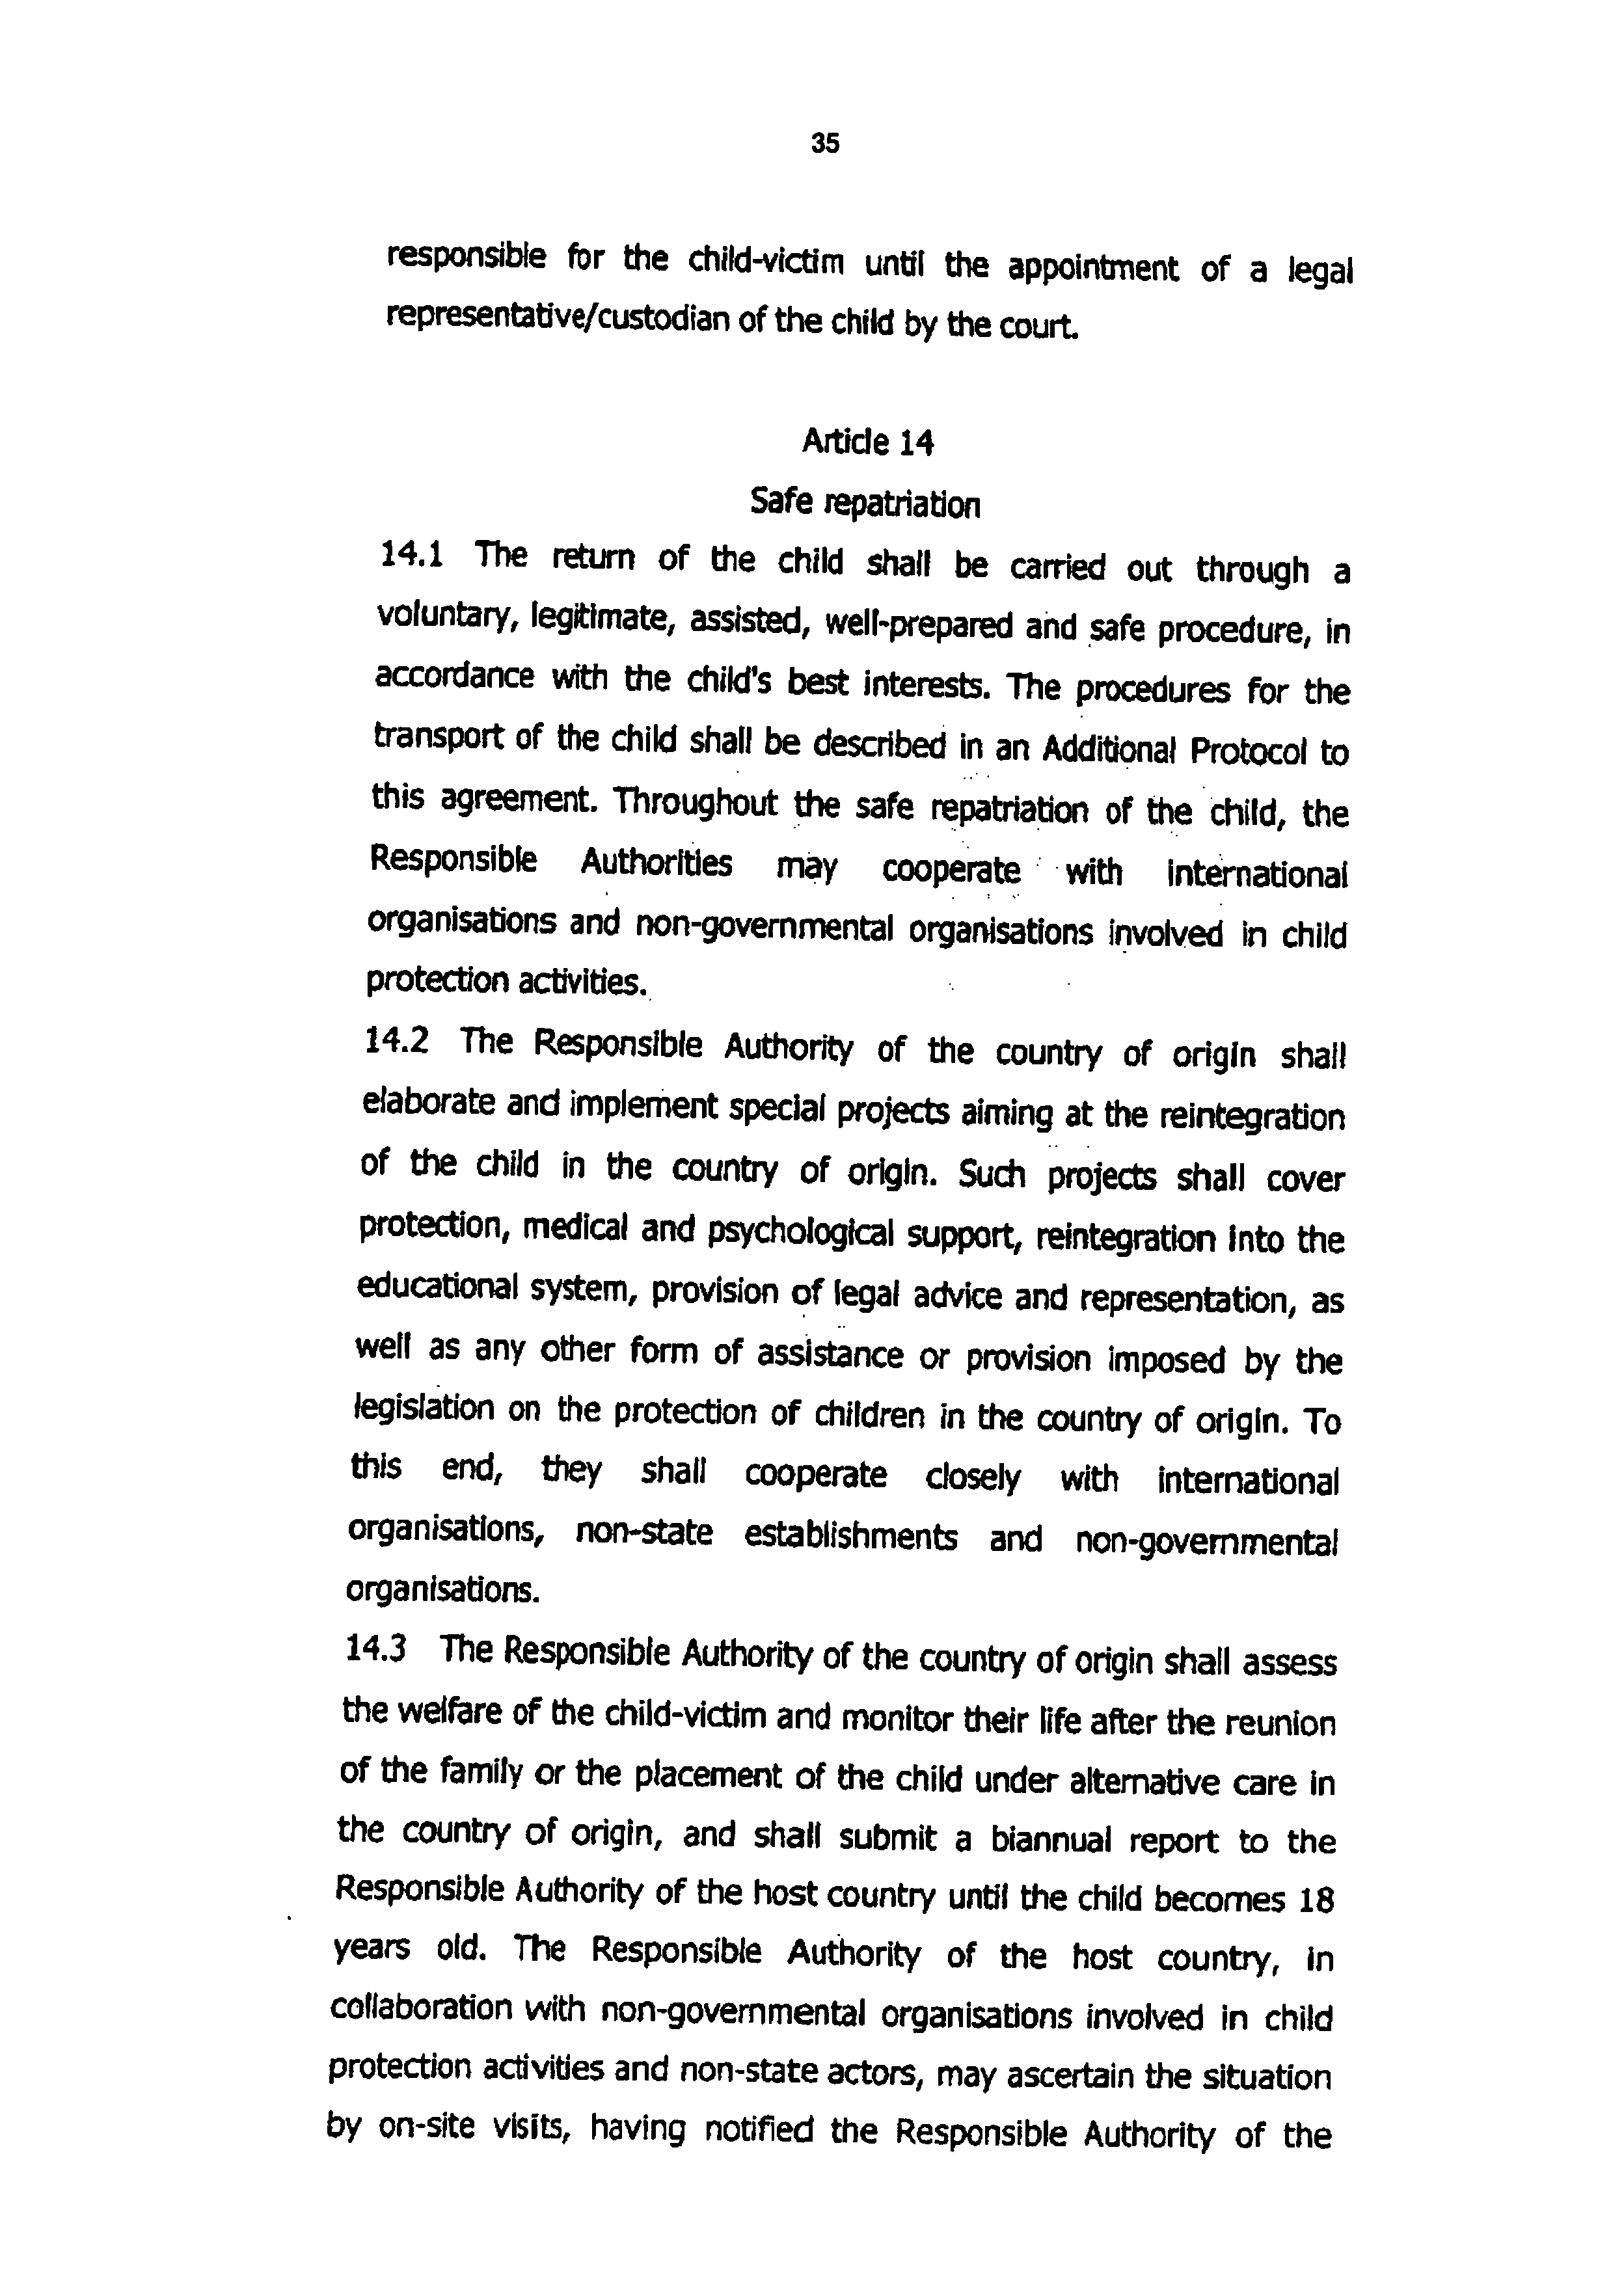 35
responsible for the child-victim until the appointment of a legal
representative/custodian of the child by the court.
Article 14
Safe repatriation
14.1 The return of the child shall be carried out through a
voluntary, legitimate, assisted, well-prepared and safe procedure, in
accordance with the child's best interests. The procedures for the
transport of the child shall be described in an Additional Protocol to
this agreement. Throughout the safe repatriation of the child, the
Responsible Authorities may cooperate with international
organisations and non-governmental organisations involved in child
protection activities.
14.2 The Responsible Authority of the country of origin shall
elaborate and implement special projects aiming at the reintegration
of the child in the country of origin. Such projects shall cover
protection, medical and psychological support, reintegration into the
educational system, provision of legal advice and representation, as
well as any other form of assistance or provision imposed by the
legislation on the protection of children in the country of origin. To
this end, they shall cooperate closely with international
organisations, non-state establishments and non-governmental
organisations.
14.3 The Responsible Authority of the country of origin shall assess
the welfare of the child-victim and monitor their life after the reunion
of the family or the placement of the child under alternative care in
the country of origin, and shall submit a biannual report to the
Responsible Authority of the host country until the child becomes 18
years old. The Responsible Authority of the host country, in
collaboration with non-governmental organisations involved in child
protection activities and non-state actors, may ascertain the situation
by on-site visits, having notified the Responsible Authority of the